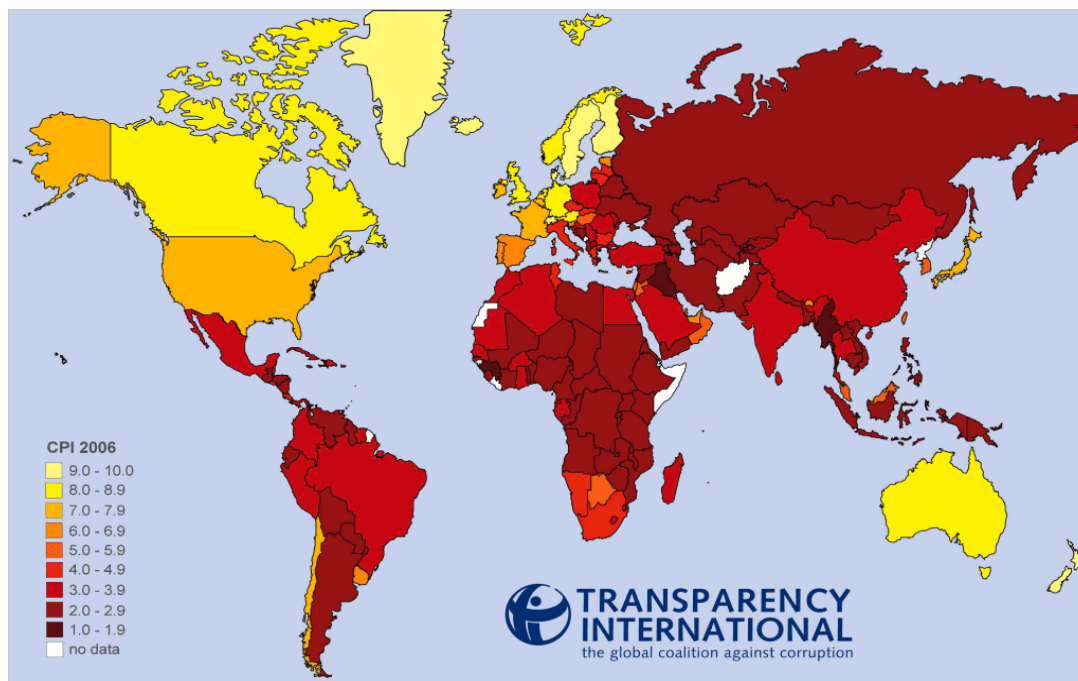 CPI 2006
9.0 - 10.0
8.0 - 8.9
7.0 - 7.9
6.0 - 6.9
5.0 - 5.9
4.0 - 4.9
3.0 - 3.9
2.0 - 2.9
1.0 - 1.9
no data
TRANSPARENCY
INTERNATIONAL
the global coalition against corruption